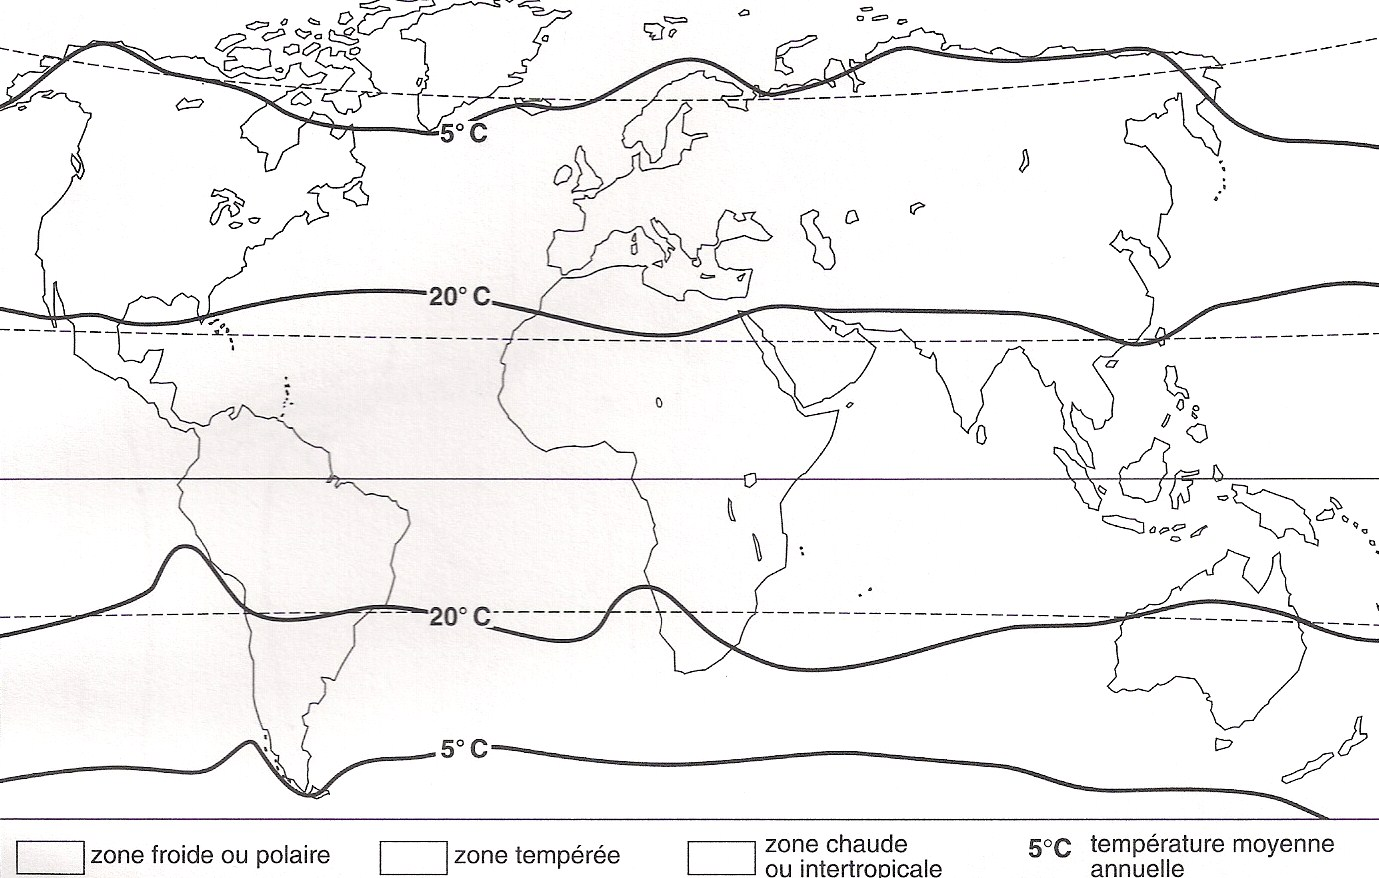 5°C
20°C
20°C
5°C
zone froide ou polaire
zone tempérée
zone chaude
ou intertropicale
5°C
température moyenne
annuelle